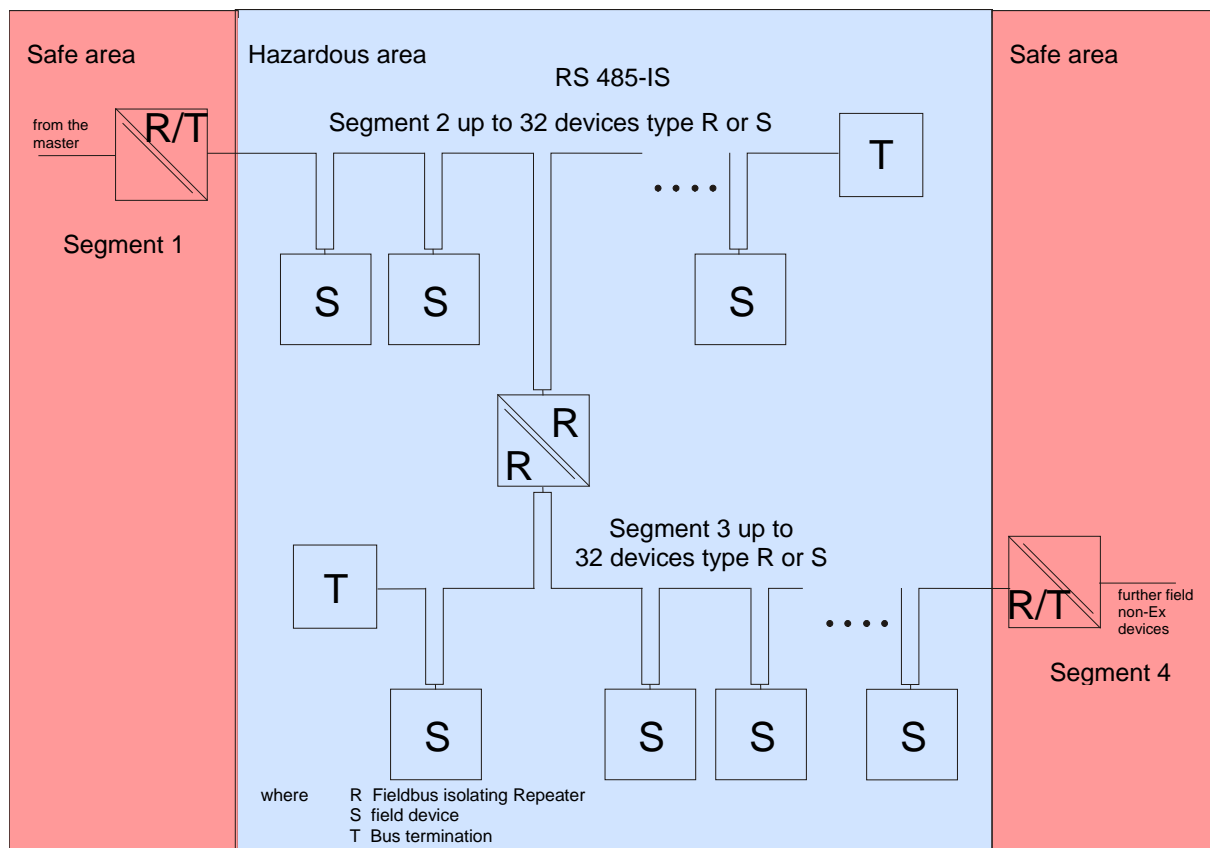 Safe area
Hazardous area
Safe area
RS 485-IS
from the
master
R/T
Segment 2 up to 32 devices type R or S
T
Segment 1
S
S
S
R
R
Segment 3 up to
32 devices type R or S
T
R/T
further field
non-Ex
devices
Segment 4
S
S
S
S
where R Fieldbus isolating Repeater
S field device
T Bus termination